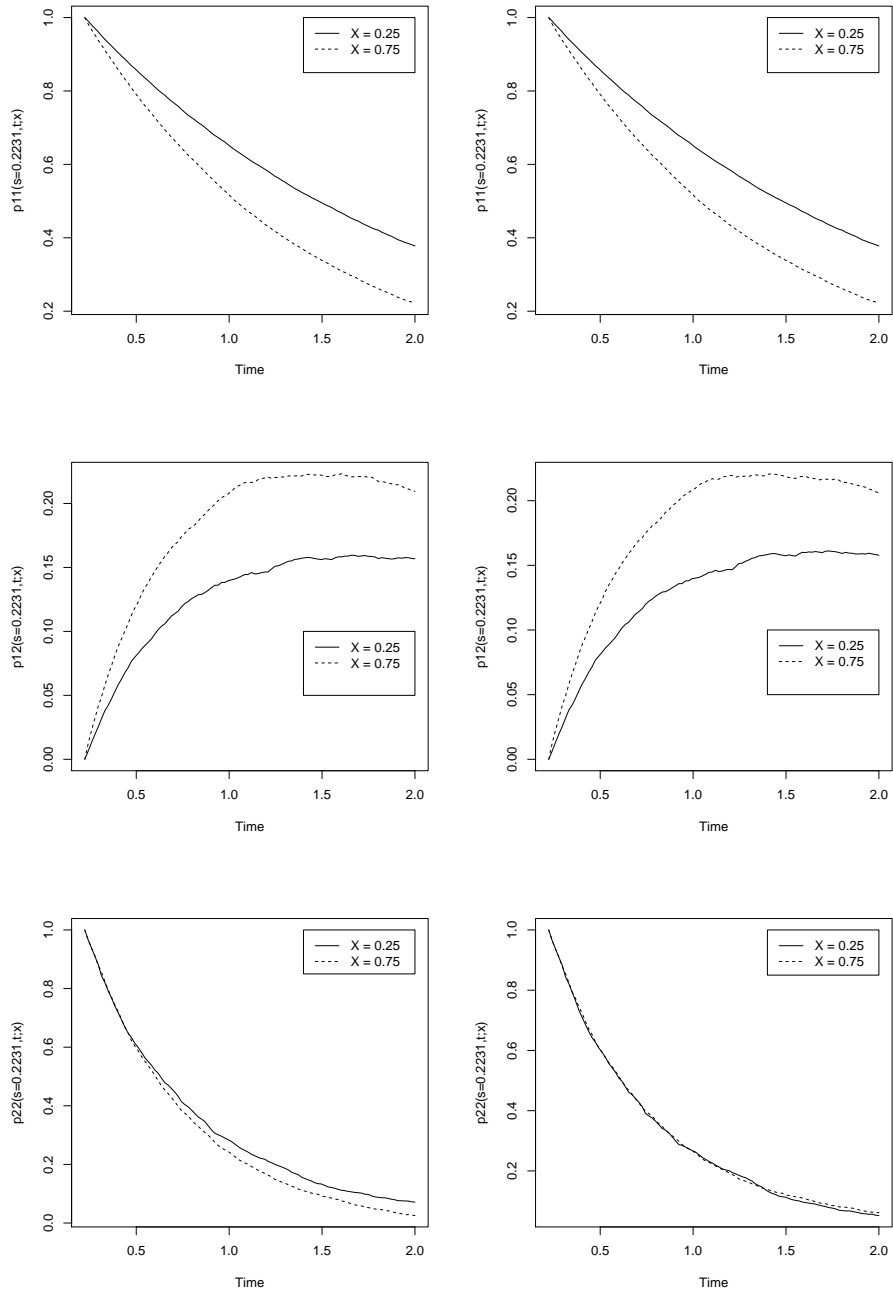 p11(s=0.2231,t;x)
1.0
0.8
0.6
0.4
0.2
X = 0.25
X = 0.75
0.5 1.0 1.5 2.0
Time
p11(s=0.2231,t;x)
1.0
0.8
0.6
0.4
0.2
X = 0.25
X = 0.75
0.5 1.0 1.5 2.0
Time
p12(s=0.2231,t;x)
0.20
0.15
0.10
0.05
0.00
X = 0.25
X = 0.75
0.5 1.0 1.5 2.0
Time
p12(s=0.2231,t;x)
0.20
0.15
0.10
0.05
0.00
X = 0.25
X = 0.75
0.5 1.0 1.5 2.0
Time
p22(s=0.2231,t;x)
1.0
0.8
0.6
0.4
0.2
0.0
X = 0.25
X = 0.75
0.5 1.0 1.5 2.0
Time
p22(s=0.2231,t;x)
1.0
0.8
0.6
0.4
0.2
X = 0.25
X = 0.75
0.5 1.0 1.5 2.0
Time